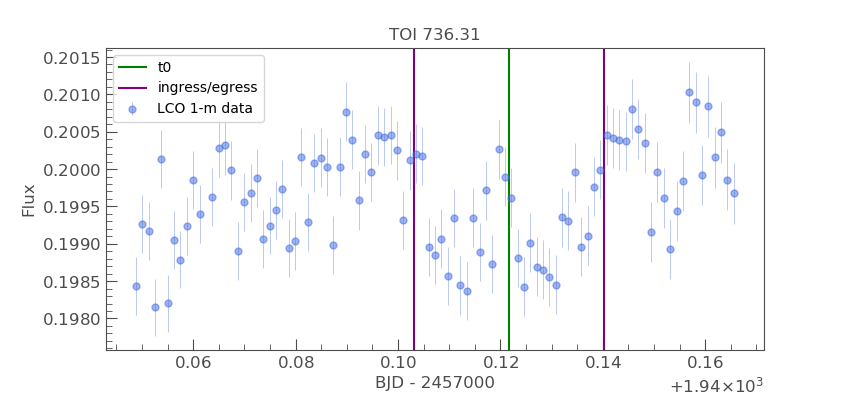 TOI 736.31
t0
ingress/egress
LCO 1-m data
Flux
0.2015
0.2010
0.2005
0.2000
0.1995
0.1990
0.1985
0.1980
0.06
0.08
0.10
0.12
0.14
0.16
BJD - 2457000
+1.94×10³